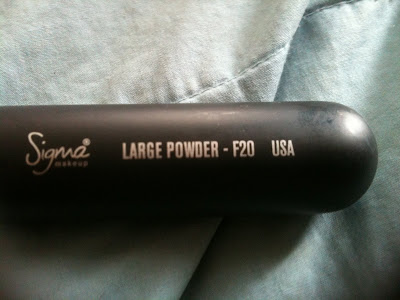 Sigma®
makeup
LARGE POWDER - F20 USA